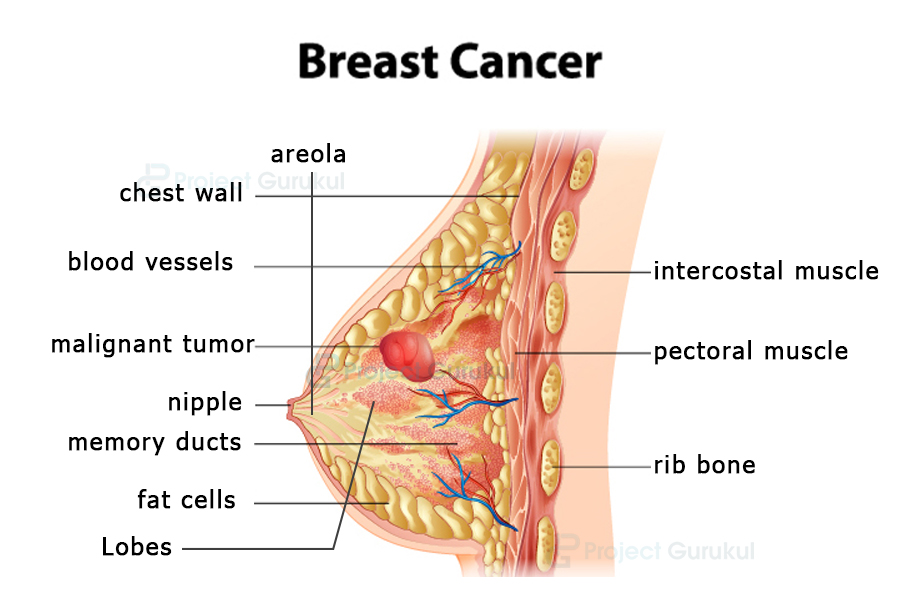 Breast Cancer
areola
Project Gurukul
chest wall
blood vessels
intercostal muscle
malignant tumor
pectoral muscle
Project Gurukul
nipple
memory ducts
rib bone
fat cells
Lobes
Project Gurukul